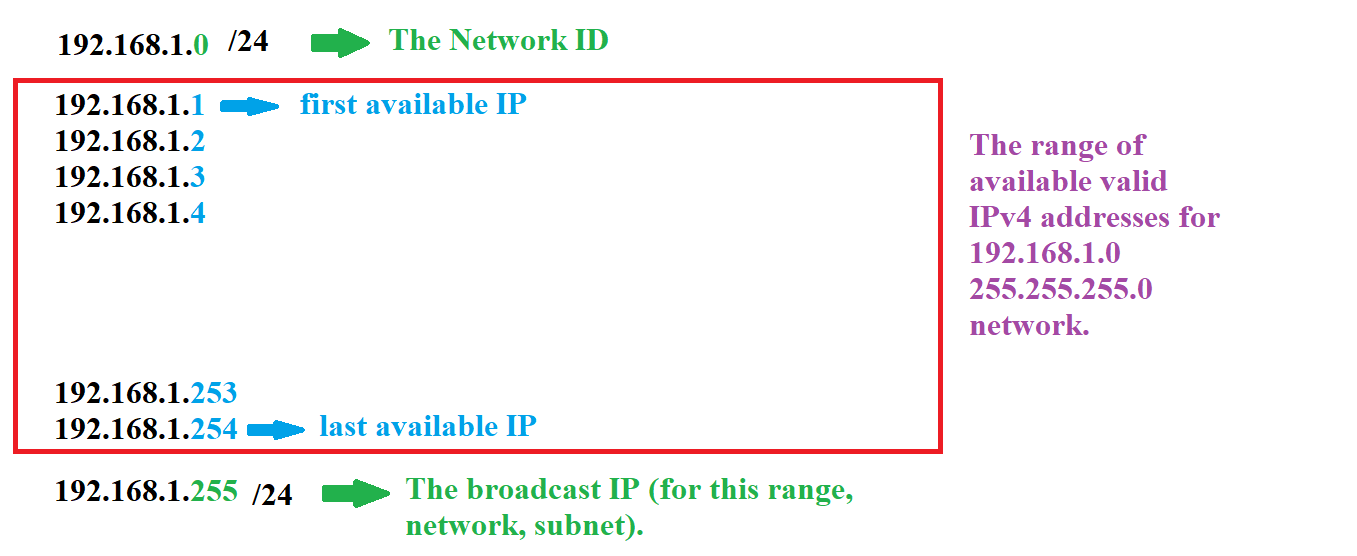 192.168.1.0 /24 The Network ID
192.168.1.1 first available IP
192.168.1.2
192.168.1.3
192.168.1.4
192.168.1.253
192.168.1.254 last available IP
The range of
available valid
IPv4 addresses for
192.168.1.0
255.255.255.0
network.
192.168.1.255 /24 The broadcast IP (for this range,
network, subnet).